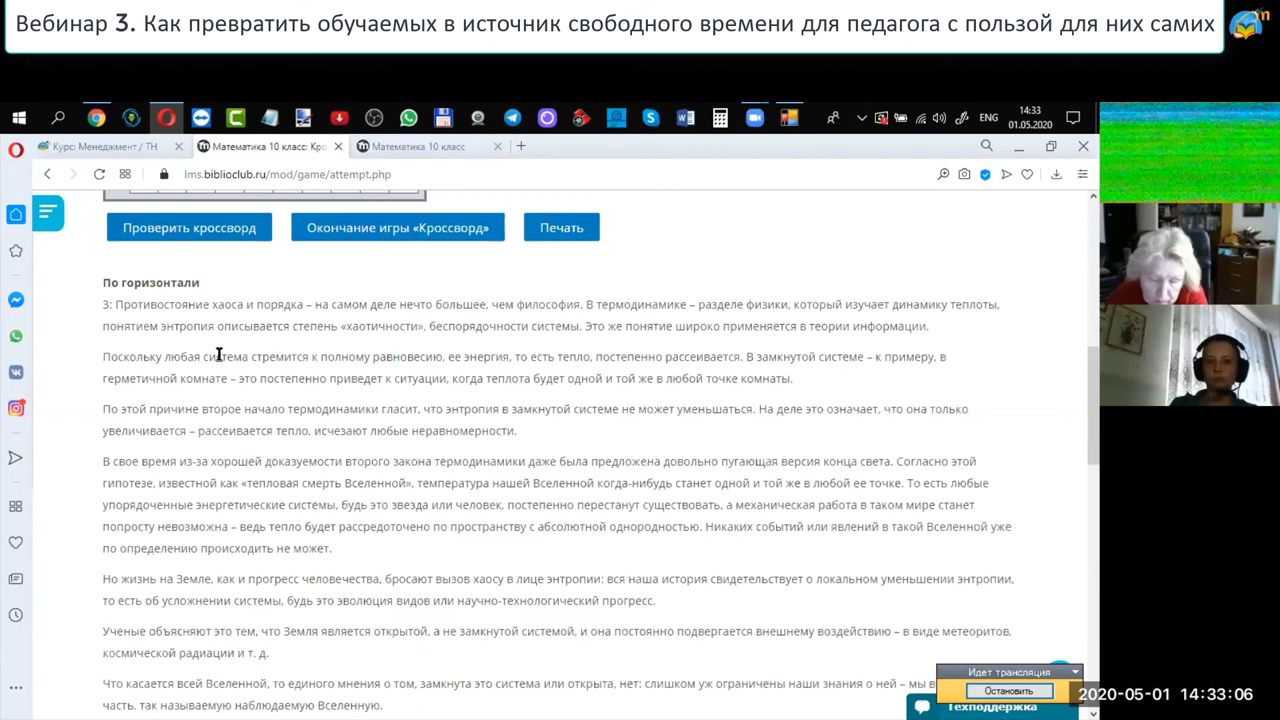 Вебинар 3. Как превратить обучаемых в источник свободного времени для педагога с пользой для них самих
ENG
14:33
01.05.2020
Курс: Менеджмент / ТН
Математика 10 класс: Кро
Математика 10 класс
lms.biblioclub.ru/mod/game/attempt.php
Проверить кроссворд
Окончание игры «Кроссворд»
Печать
По горизонтали
3: Противостояние хаоса и порядка – на самом деле нечто большее, чем философия. В термодинамике – разделе физики, который изучает динамику теплоты,
понятием энтропия описывается степень «хаотичности», беспорядочности системы. Это же понятие широко применяется в теории информации.
Поскольку любая система стремится к полному равновесию, ее энергия, то есть тепло, постепенно рассеивается. В замкнутой системе – к примеру, в
герметичной комнате – это постепенно приведет к ситуации, когда теплота будет одной и той же в любой точке комнаты.
По этой причине второе начало термодинамики гласит, что энтропия в замкнутой системе не может уменьшаться. На деле это означает, что она только
увеличивается – рассеивается тепло, исчезают любые неравномерности.
В свое время из-за хорошей доказуемости второго закона термодинамики даже была предложена довольно пугающая версия конца света. Согласно этой
гипотезе, известной как «тепловая смерть Вселенной», температура нашей Вселенной когда-нибудь станет одной и той же в любой ее точке. То есть любые
упорядоченные энергетические системы, будь это звезда или человек, постепенно перестанут существовать, а механическая работа в таком мире станет
попросту невозможна – ведь тепло будет рассредоточено по пространству с абсолютной однородностью. Никаких событий или явлений в такой Вселенной уже
по определению происходить не может.
Но жизнь на Земле, как и прогресс человечества, бросают вызов хаосу в лице энтропии: вся наша история свидетельствует о локальном уменьшении энтропии,
то есть об усложнении системы, будь это эволюция видов или научно-технологический прогресс.
Ученые объясняют это тем, что Земля является открытой, а не замкнутой системой, и она постоянно подвергается внешнему воздействию – в виде метеоритов,
космической радиации и т. д.
Что касается всей Вселенной, то единого о том, замкнута это система или открыта, нет: слишком уж ограничены наши знания о ней – мы в
часть, так называемую наблюдаемую Вселенную.
Идет трансляция
Остановить
Техподдержка
2020-05-01 14:33:06